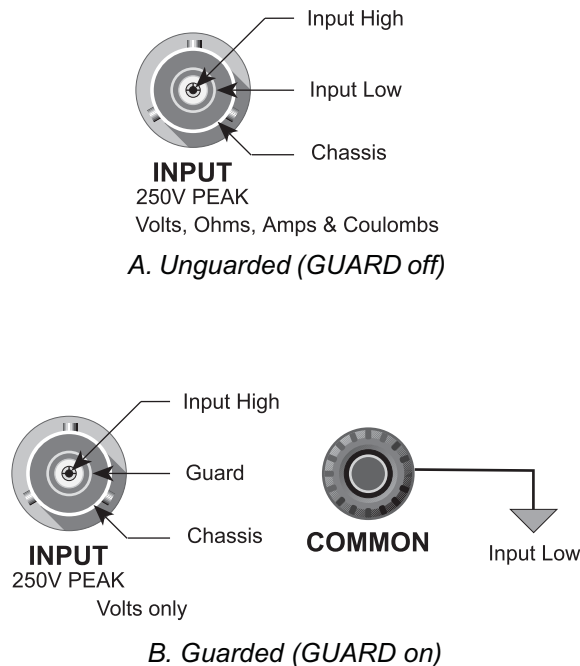 Input High
Input Low
Chassis
INPUT
250V PEAK
Volts, Ohms, Amps & Coulombs
A. Unguarded (GUARD off)
Input High
Guard
Chassis
INPUT
250V PEAK
Volts only
COMMON
Input Low
B. Guarded (GUARD on)